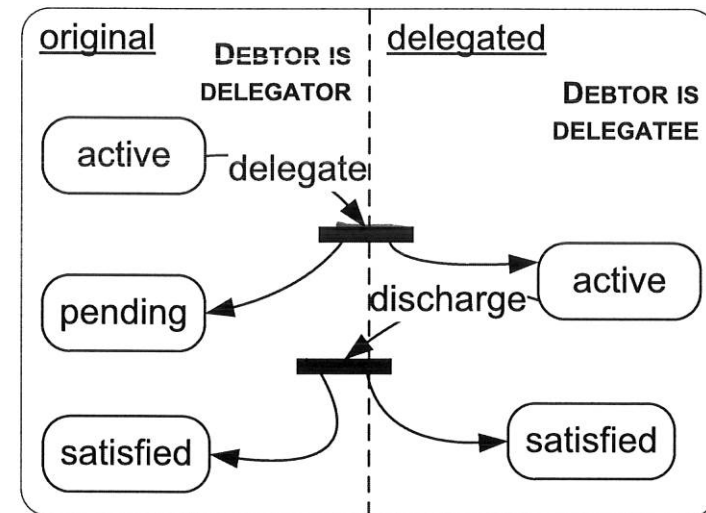 original
DEBTOR IS
DELEGATOR
delegated
DEBTOR IS
DELEGATEE
active
delegate
active
pending
discharge
satisfied
satisfied